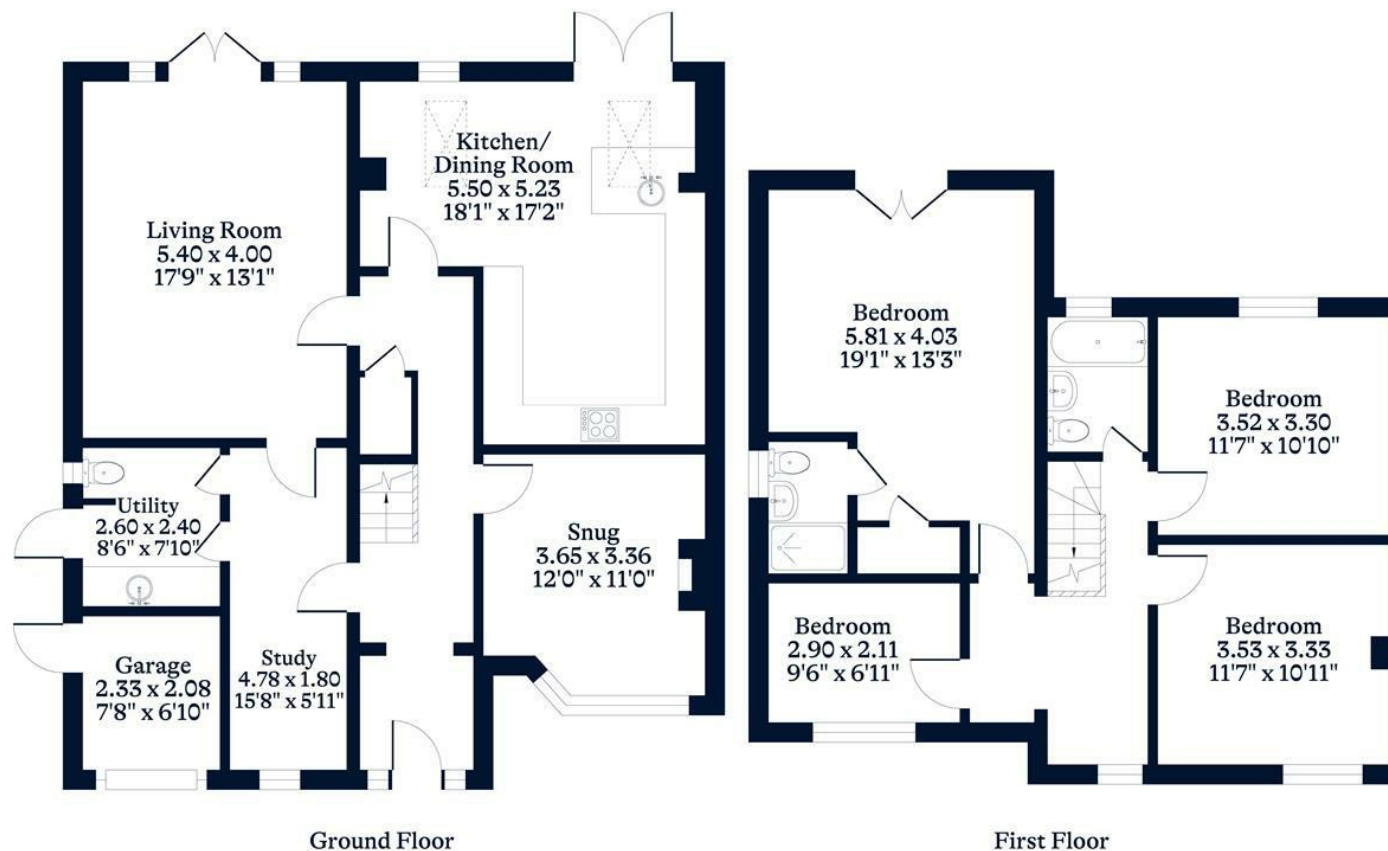 Living Room
5.40 x 4.00
17'9" x 13'1"
Kitchen/
Dining Room
5.50 x 5.23
18'1" x 17'2"
Utility
2.60 x 2.40
8'6" x 7'10"
Snug
3.65 x 3.36
12'0" x 11'0"
Garage
2.33 x 2.08
7'8" x 6'10"
Study
4.78 x 1.80
15'8" x 5'11"
Ground Floor
Bedroom
5.81 x 4.03
19'1" x 13'3"
Bedroom
3.52 x 3.30
11'7" x 10'10"
Bedroom
2.90 x 2.11
9'6" x 6'11"
Bedroom
3.53 x 3.33
11'7" x 10'11"
First Floor